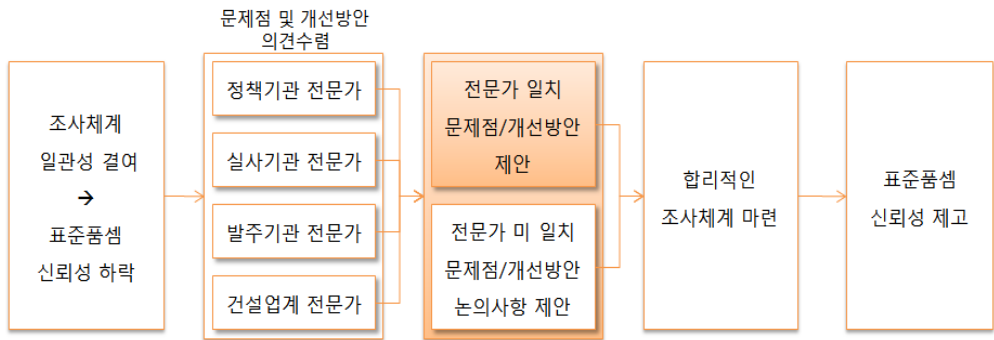 문제점 및 개선방안
의견수렴
조사체계
일관성 결여
→
표준품셈
신뢰성 하락
정책기관 전문가
실사기관 전문가
발주기관 전문가
건설업계 전문가
전문가 일치
문제점/개선방안
제안
전문가 미 일치
문제점/개선방안
논의사항 제안
합리적인
조사체계 마련
표준품셈
신뢰성 제고